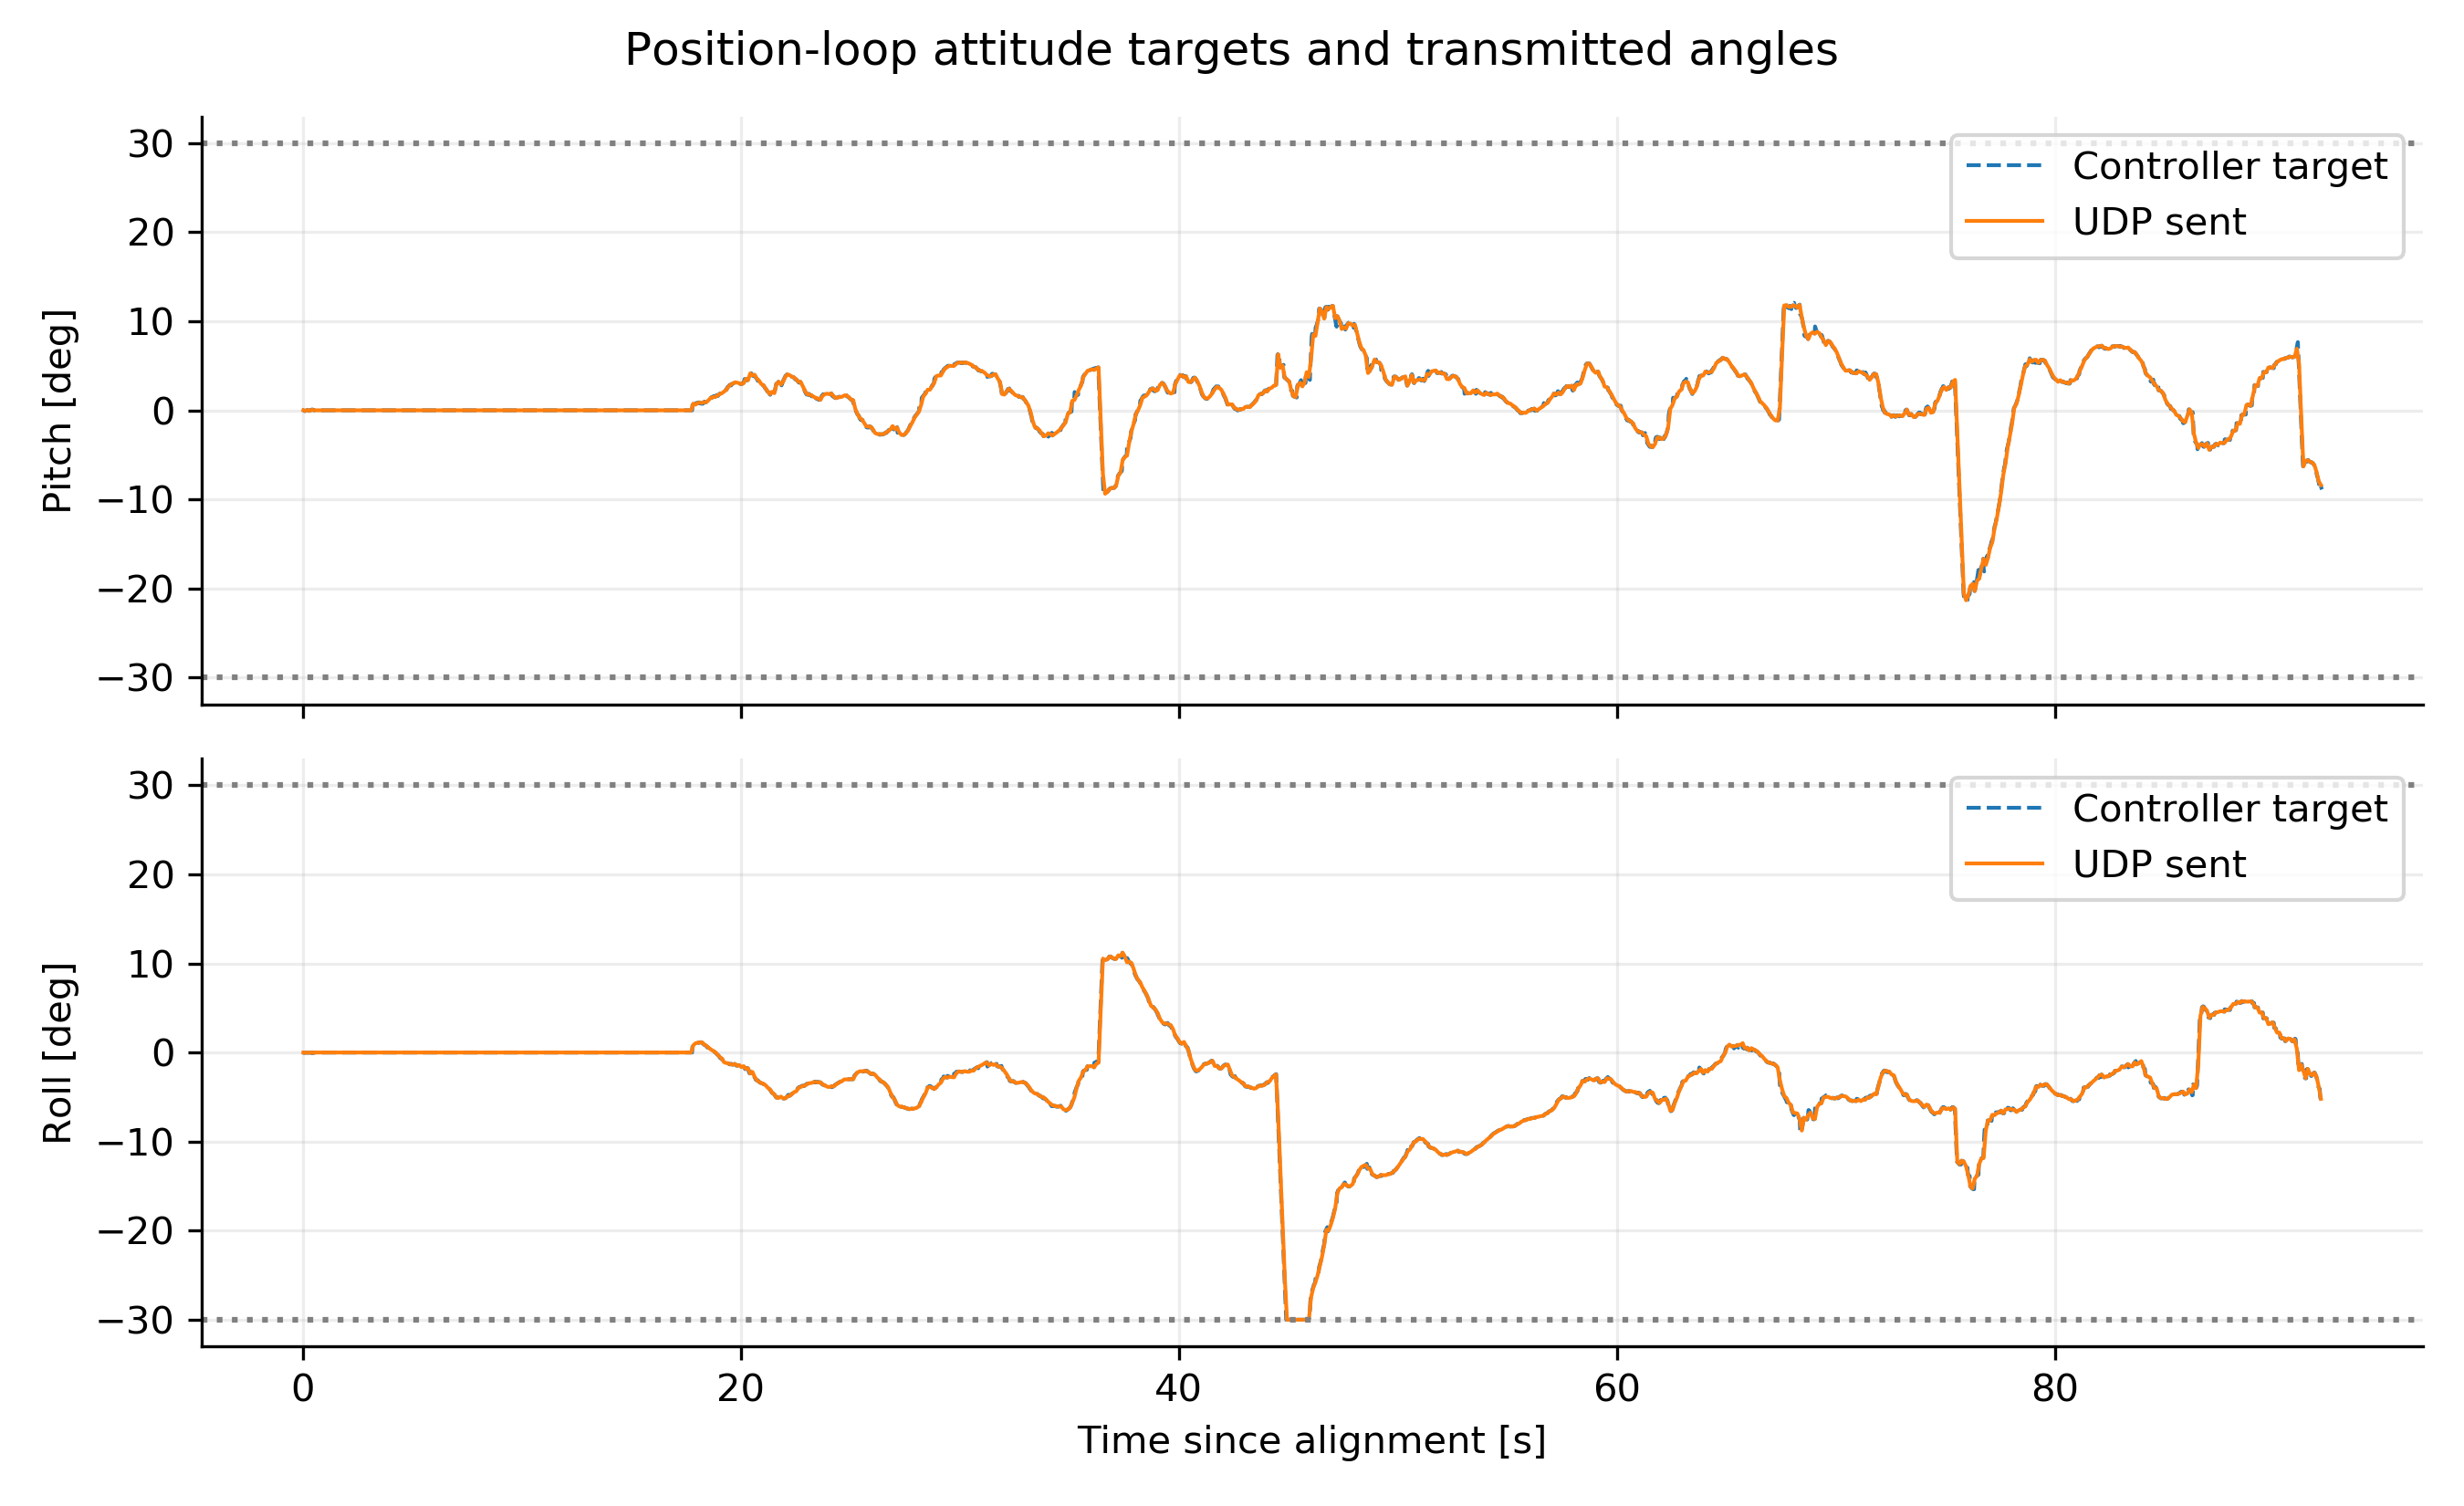 Position-loop attitude targets and transmitted angles
Pitch [deg]
30
20
10
0
−10
−20
−30
Controller target
UDP sent
Roll [deg]
30
20
10
0
−10
−20
−30
Controller target
UDP sent
0 20 40 60 80
Time since alignment [s]